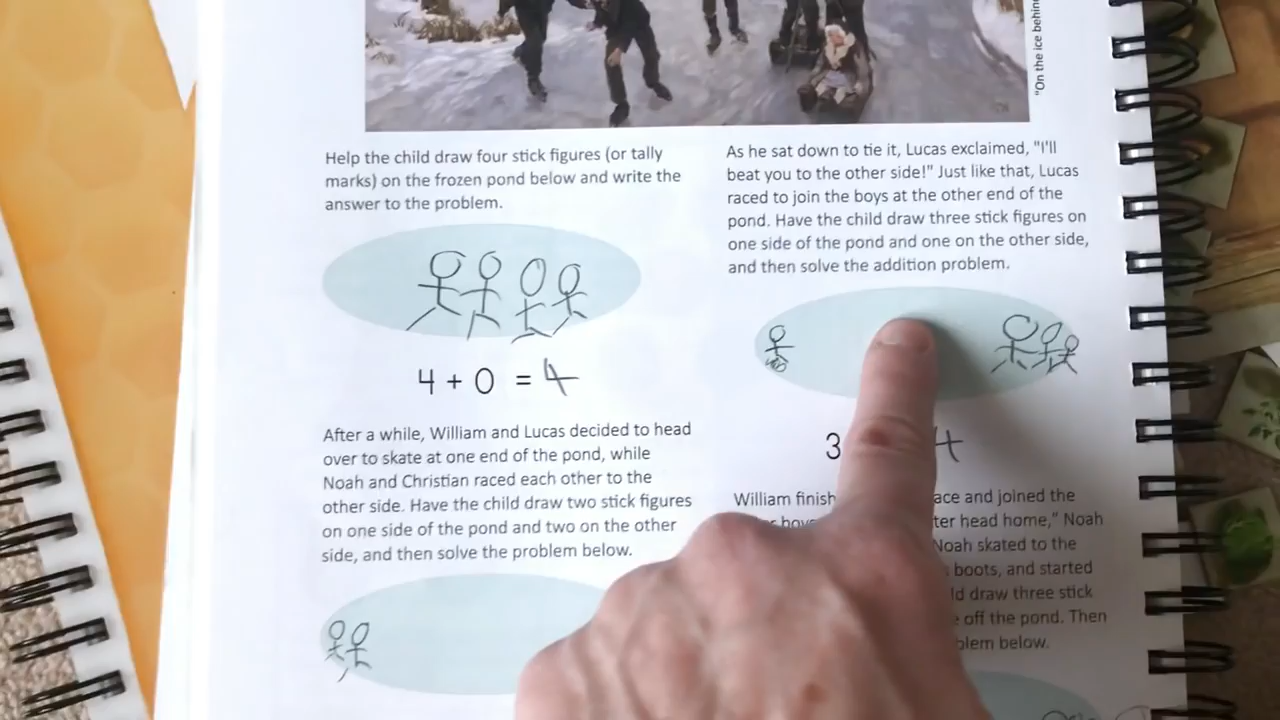 "On the ice behin
Help the child draw four stick figures (or tally
marks) on the frozen pond below and write the
answer to the problem.
4 + 0 = 4
After a while, William and Lucas decided to head
over to skate at one end of the pond, while
Noah and Christian raced each other to the
other side. Have the child draw two stick figures
on one side of the pond and two on the other
side, and then solve the problem below.
As he sat down to tie it, Lucas exclaimed, "I'll
beat you to the other side!" Just like that, Lucas
raced to join the boys at the other end of the
pond. Have the child draw three stick figures on
one side of the pond and one on the other side,
and then solve the addition problem.
3 4
William finish ace and joined the
boys ter head home," Noah
Noah skated to the
boots, and started
ld draw three stick
off the pond. Then
blem below.